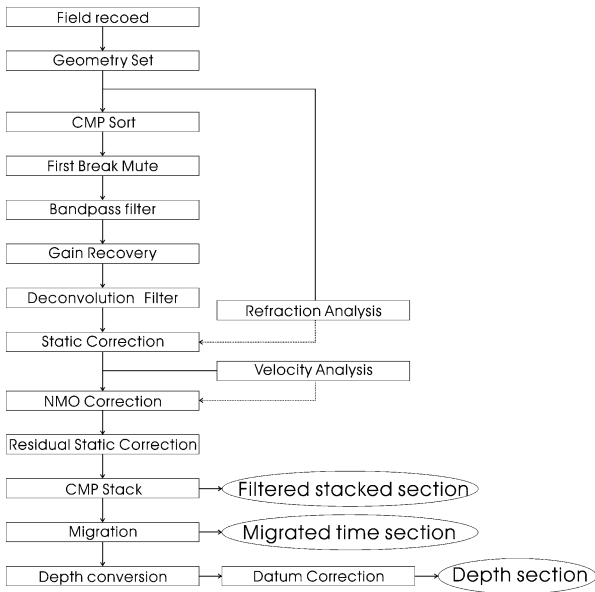 Field recoed
Geometry Set
CMP Sort
First Break Mute
Bandpass filter
Gain Recovery
Deconvolution Filter
Refraction Analysis
Static Correction
Velocity Analysis
NMO Correction
Residual Static Correction
CMP Stack
Filtered stacked section
Migration
Migrated time section
Depth conversion
Datum Correction
Depth section